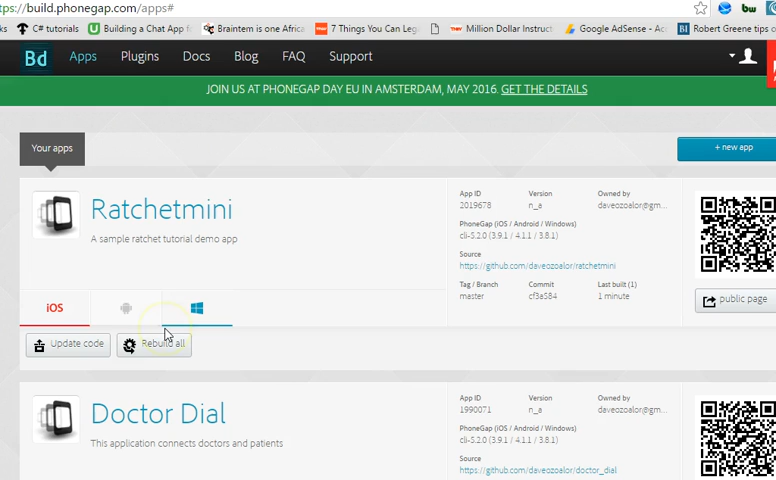 ttps://build.phonegap.com/apps#
C# tutorials Building a Chat App f Braintem is one Africa 7 Things You Can Leg Million Dollar Instruct Google AdSense - Ac Robert Greene tips o
Bd Apps Plugins Docs Blog FAQ Support
JOIN US AT PHONEGAP DAY EU IN AMSTERDAM, MAY 2016. GET THE DETAILS
Your apps
+ new app
Ratchetmini
A sample ratchet tutorial demo app
App ID Version Owned by
2019678 n_a daveozoalor@gm...
PhoneGap (iOS / Android / Windows)
cli-5.2.0 (3.9.1 / 4.1.1 / 3.8.1)
Source
https://github.com/daveozoalor/ratchetmini
Tag / Branch Commit Last built (1)
master cf3a584 1 minute
public page
iOS
Update code Rebuild all
Doctor Dial
This application connects doctors and patients
App ID Version Owned by
1990071 n_a daveozoalor@gm...
PhoneGap (iOS / Android / Windows)
cli-5.2.0 (3.9.1 / 4.1.1 / 3.8.1)
Source
https://github.com/daveozoalor/doctor_dial